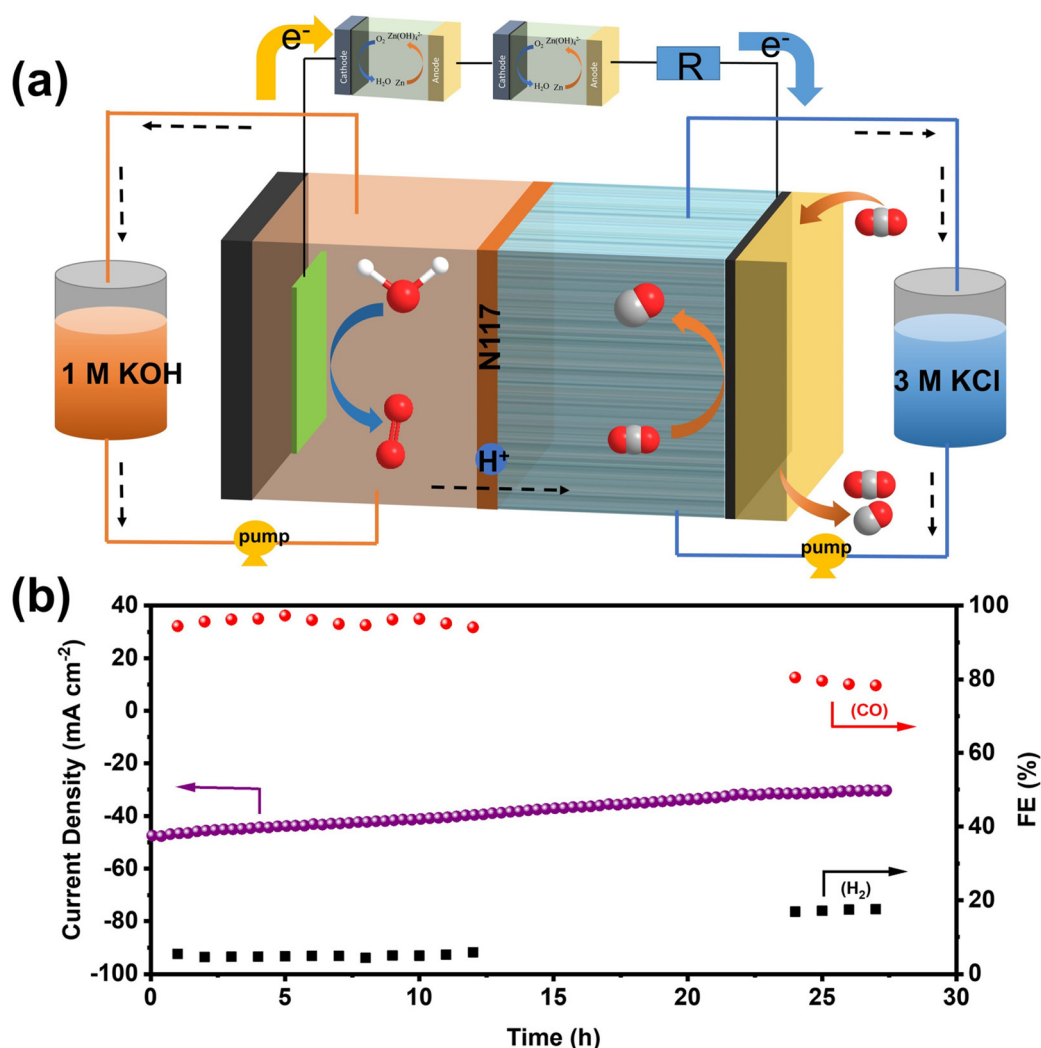 (a)
e⁻
Cathode
O₂ Zn(OH)₄²⁻
H₂O Zn
Anode
Cathode
O₂ Zn(OH)₄²⁻
H₂O Zn
Anode
R
e⁻
1 M KOH
N117
H⁺
3 M KCl
pump
pump
(b)
Current Density (mA cm⁻²)
40
20
0
-20
-40
-60
-80
-100
(CO)
(H₂)
100
80
60
40
20
0
FE (%)
0 5 10 15 20 25 30
Time (h)